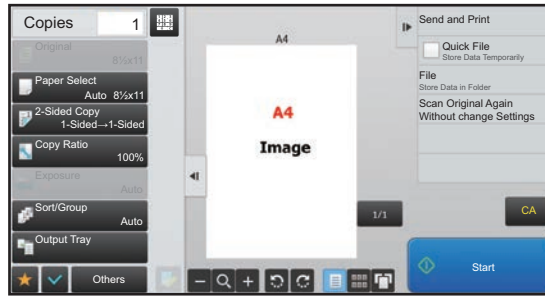 Copies 1
Original
8½x11
Paper Select
Auto 8½x11
2-Sided Copy
1-Sided→1-Sided
Copy Ratio
100%
Exposure
Auto
Sort/Group
Auto
Output Tray
Others
A4
A4
Image
1/1
Send and Print
Quick File
Store Data Temporarily
File
Store Data in Folder
Scan Original Again
Without change Settings
CA
Start